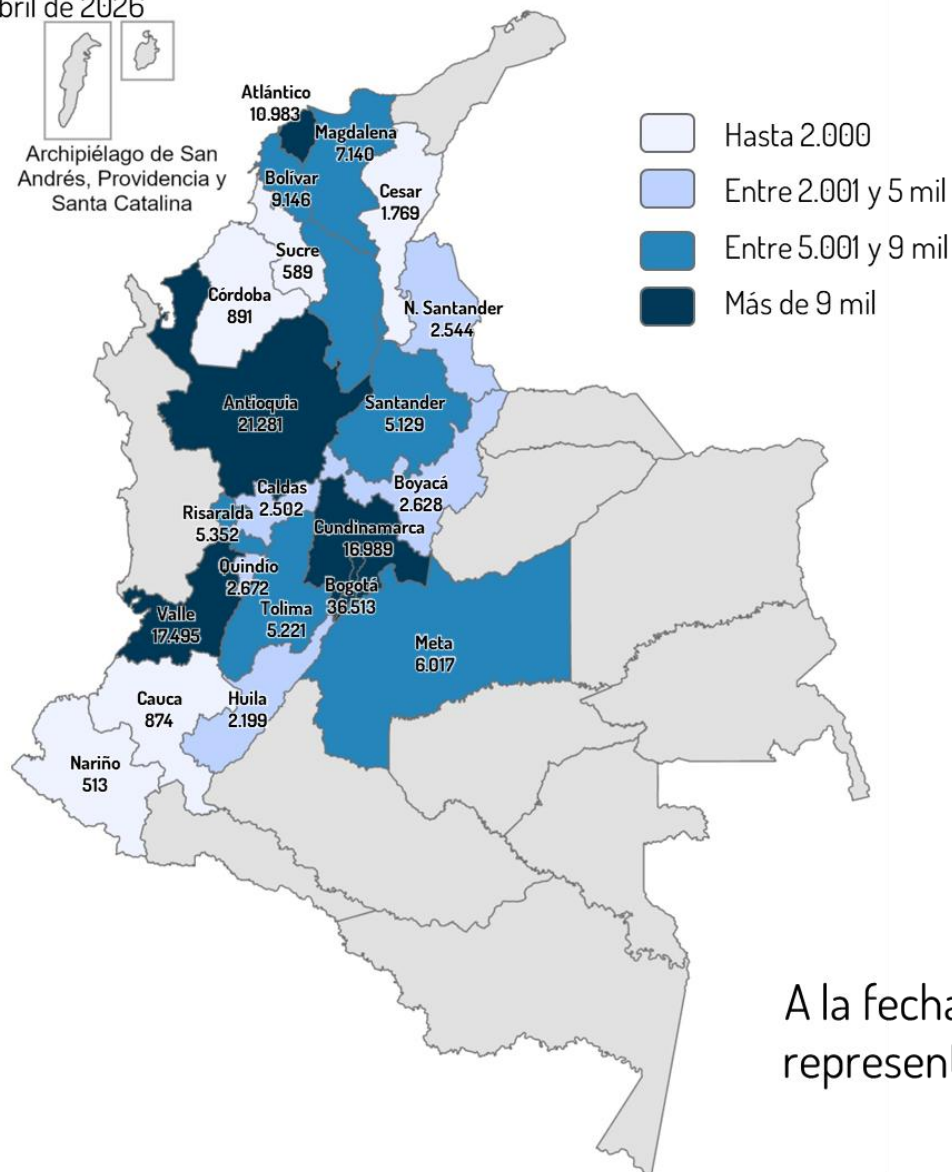 bril de 2026
Archipiélago de San
Andrés, Providencia y
Santa Catalina
Hasta 2.000
Entre 2.001 y 5 mil
Entre 5.001 y 9 mil
Más de 9 mil
Atlántico
10.983
Magdalena
7.140
Bolívar
9.146
Cesar
1.769
Sucre
589
Córdoba
891
N. Santander
2.544
Antioquia
21.281
Santander
5.129
Caldas
2.502
Boyacá
2.628
Risaralda
5.352
Cundinamarca
16.989
Quindío
2.672
Bogotá
36.513
Tolima
5.221
Valle
17.495
Meta
6.017
Cauca
874
Huila
2.199
Nariño
513
A la fecha
represen